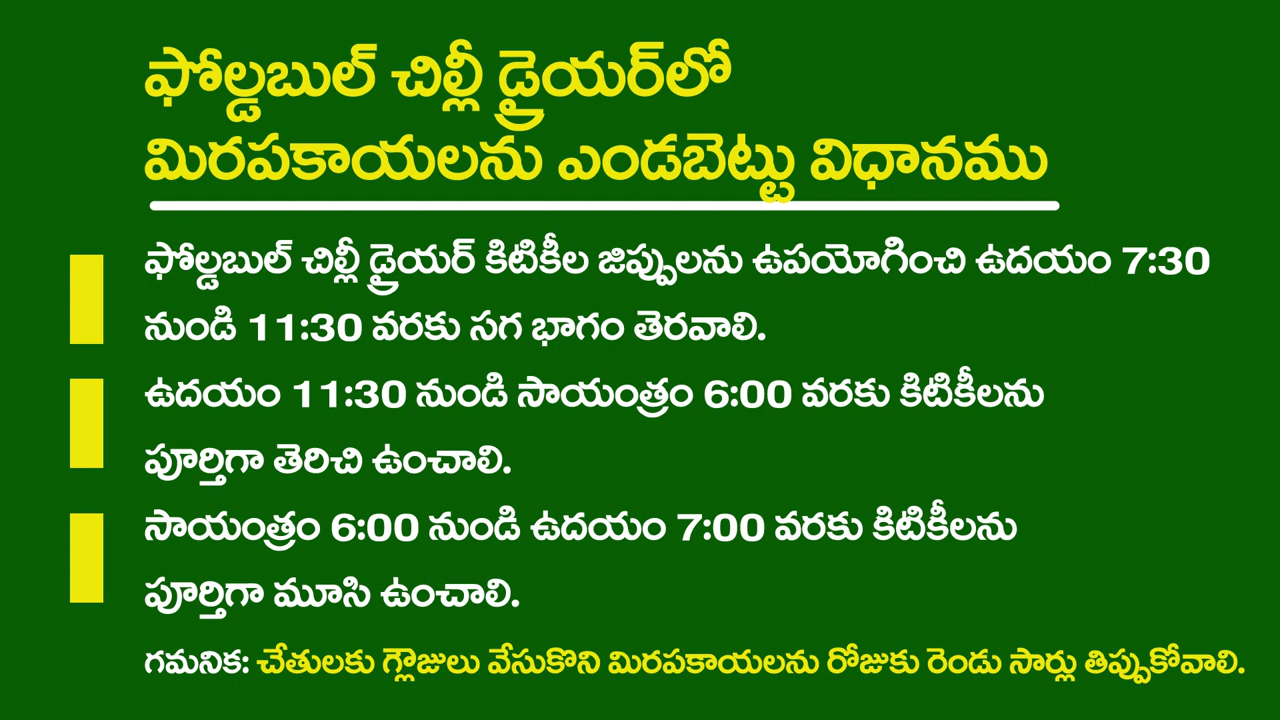 ఫోల్డబుల్ చిల్లీ డ్రైయర్‌లో
మిరపకాయలను ఎండబెట్టు విధానము
ఫోల్డబుల్ చిల్లీ డ్రైయర్ కిటికీల జిప్పులను ఉపయోగించి ఉదయం 7:30
నుండి 11:30 వరకు సగ భాగం తెరవాలి.
ఉదయం 11:30 నుండి సాయంత్రం 6:00 వరకు కిటికీలను
పూర్తిగా తెరిచి ఉంచాలి.
సాయంత్రం 6:00 నుండి ఉదయం 7:00 వరకు కిటికీలను
పూర్తిగా మూసి ఉంచాలి.
గమనిక: చేతులకు గ్లౌజులు వేసుకొని మిరపకాయలను రోజుకు రెండు సార్లు తిప్పుకోవాలి.